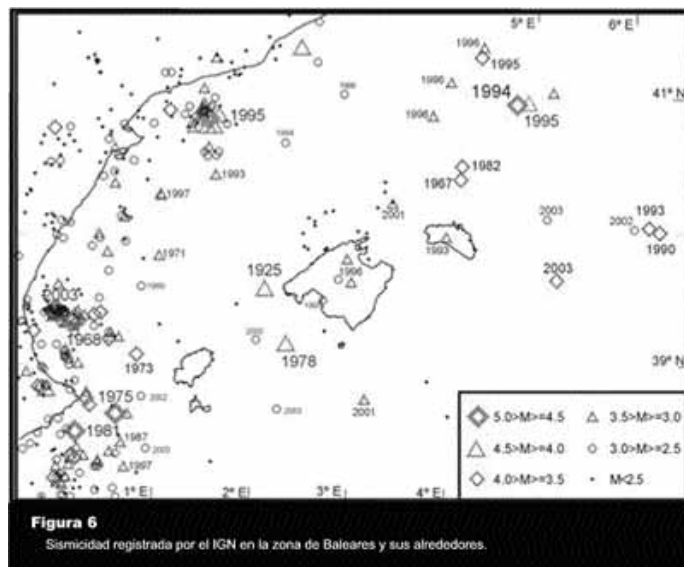 5º E
6º E
1996
1995
1996
1994
41º N
1996
1995
1995
1993
1982
1967
1997
2001
2003
2002
1993
1990
1993
1971
1996
1925
2003
1968
1978
1973
39º N
1975
2002
2001
1981
1987
1997
5.0>M>=4.5
3.5>M>=3.0
4.5>M>=4.0
3.0>M>=2.5
4.0>M>=3.5
M<2.5
1º E
2º E
3º E
4º E
Figura 6
Sismicidad registrada por el IGN en la zona de Baleares y sus alrededores.